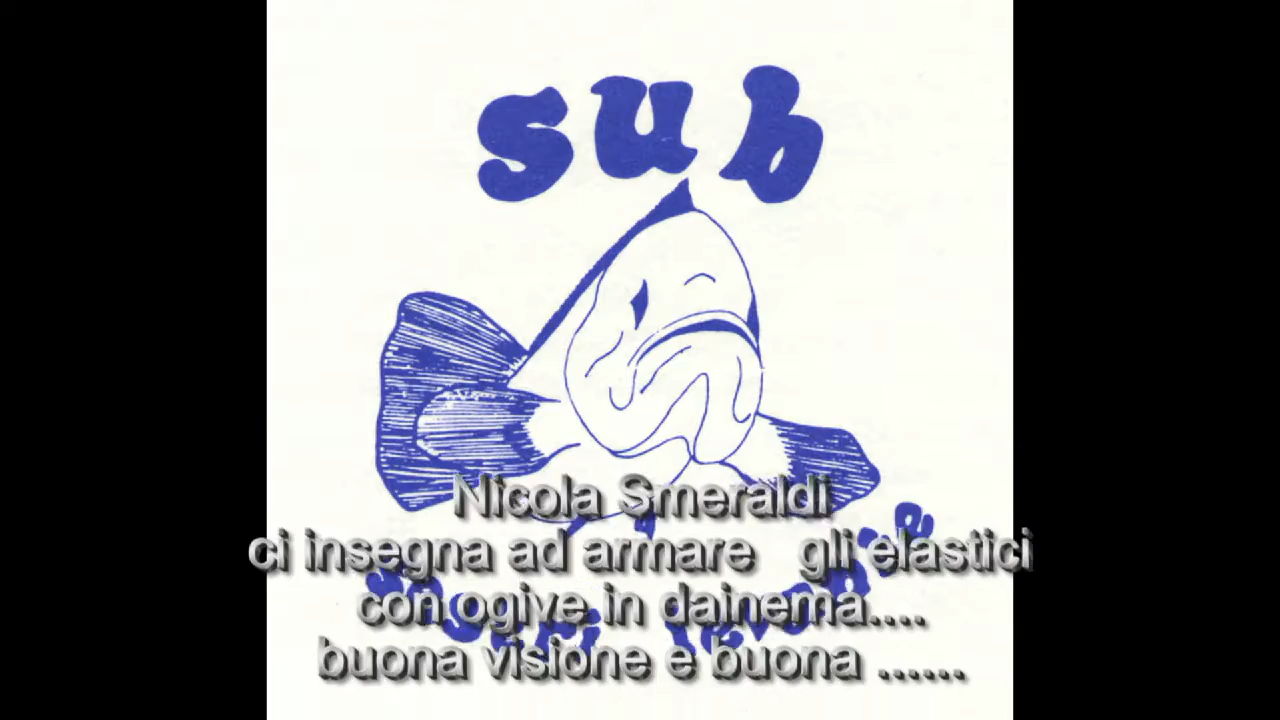 sub
Nicola Smeraldi
ci insegna ad armare gli elastici
con ogive in dainema....
buona visione e buona ......